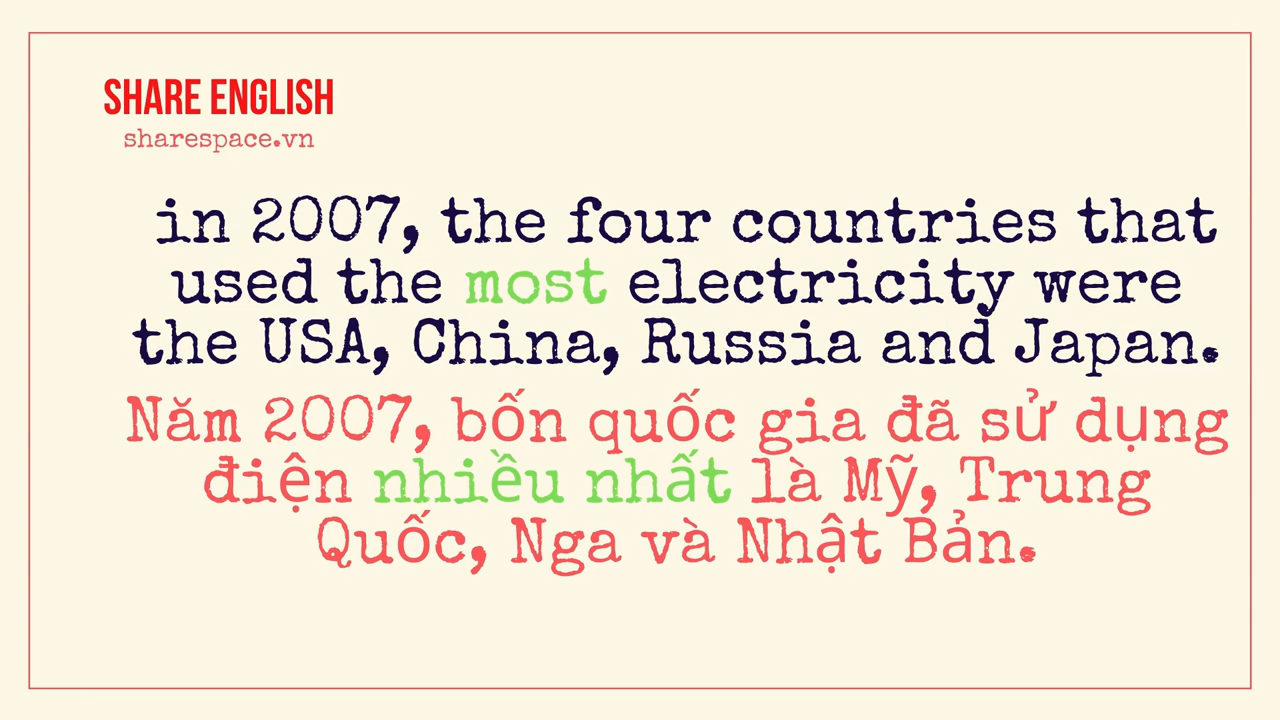 SHARE ENGLISH
sharespace.vn
in 2007, the four countries that
used the most electricity were
the USA, China, Russia and Japan.
Năm 2007, bốn quốc gia đã sử dụng
điện nhiều nhất là Mỹ, Trung
Quốc, Nga và Nhật Bản.